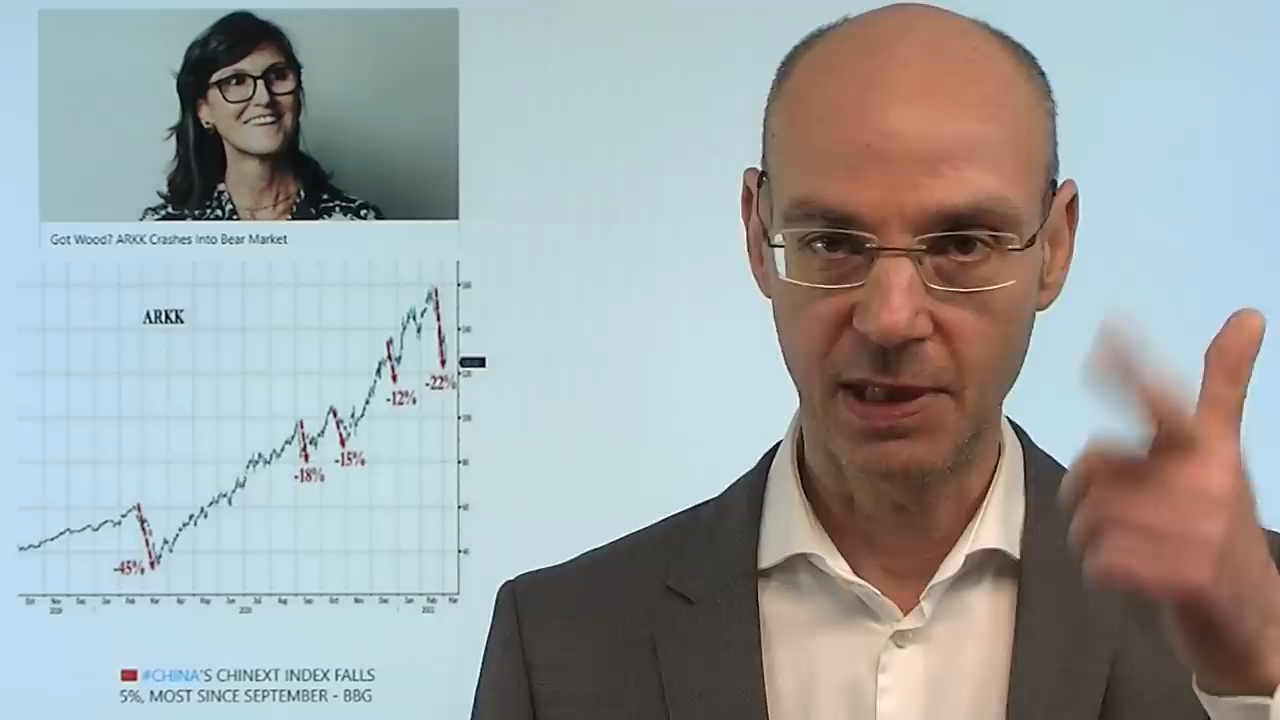 Got Wood? ARKK Crashes Into Bear Market
ARKK
-22%
-12%
-15%
-18%
-45%
#CHINA'S CHINEXT INDEX FALLS
5%, MOST SINCE SEPTEMBER - BBG